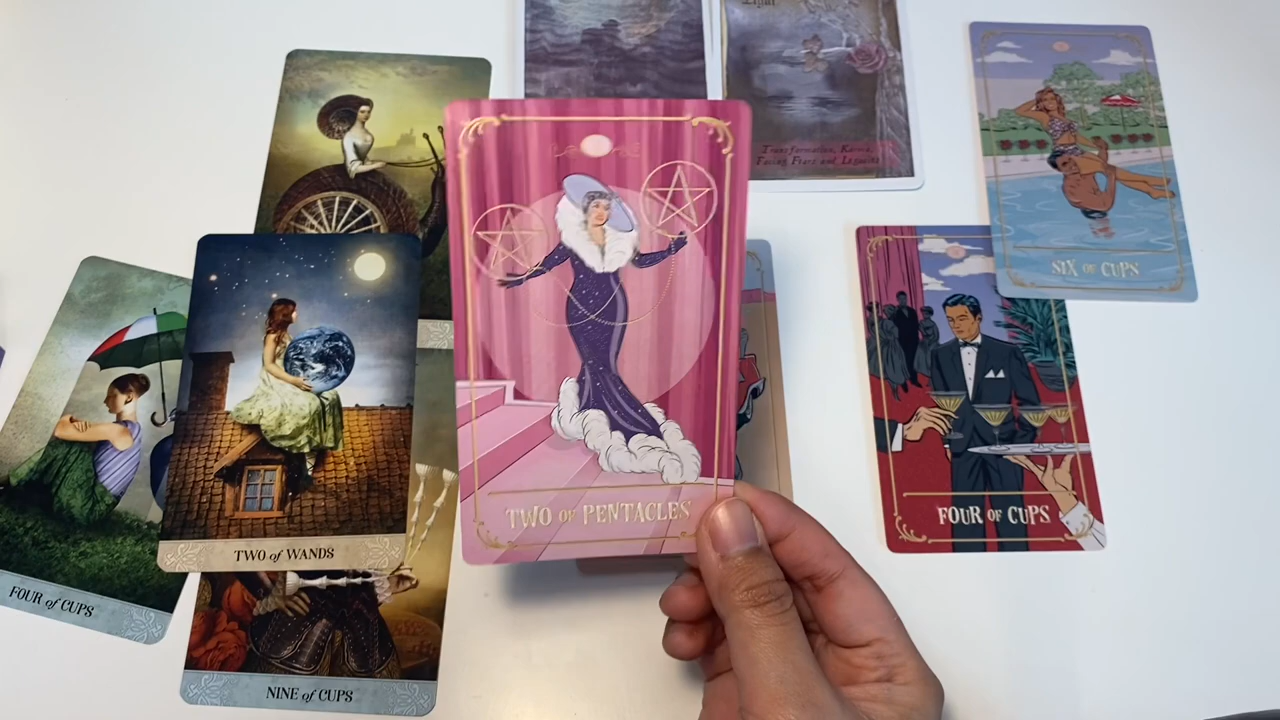 Transformation, Karma,
Facing Fears and Legacies
SIX OF CUPS
TWO OF PENTACLES
FOUR OF CUPS
TWO of WANDS
FOUR of CUPS
NINE of CUPS